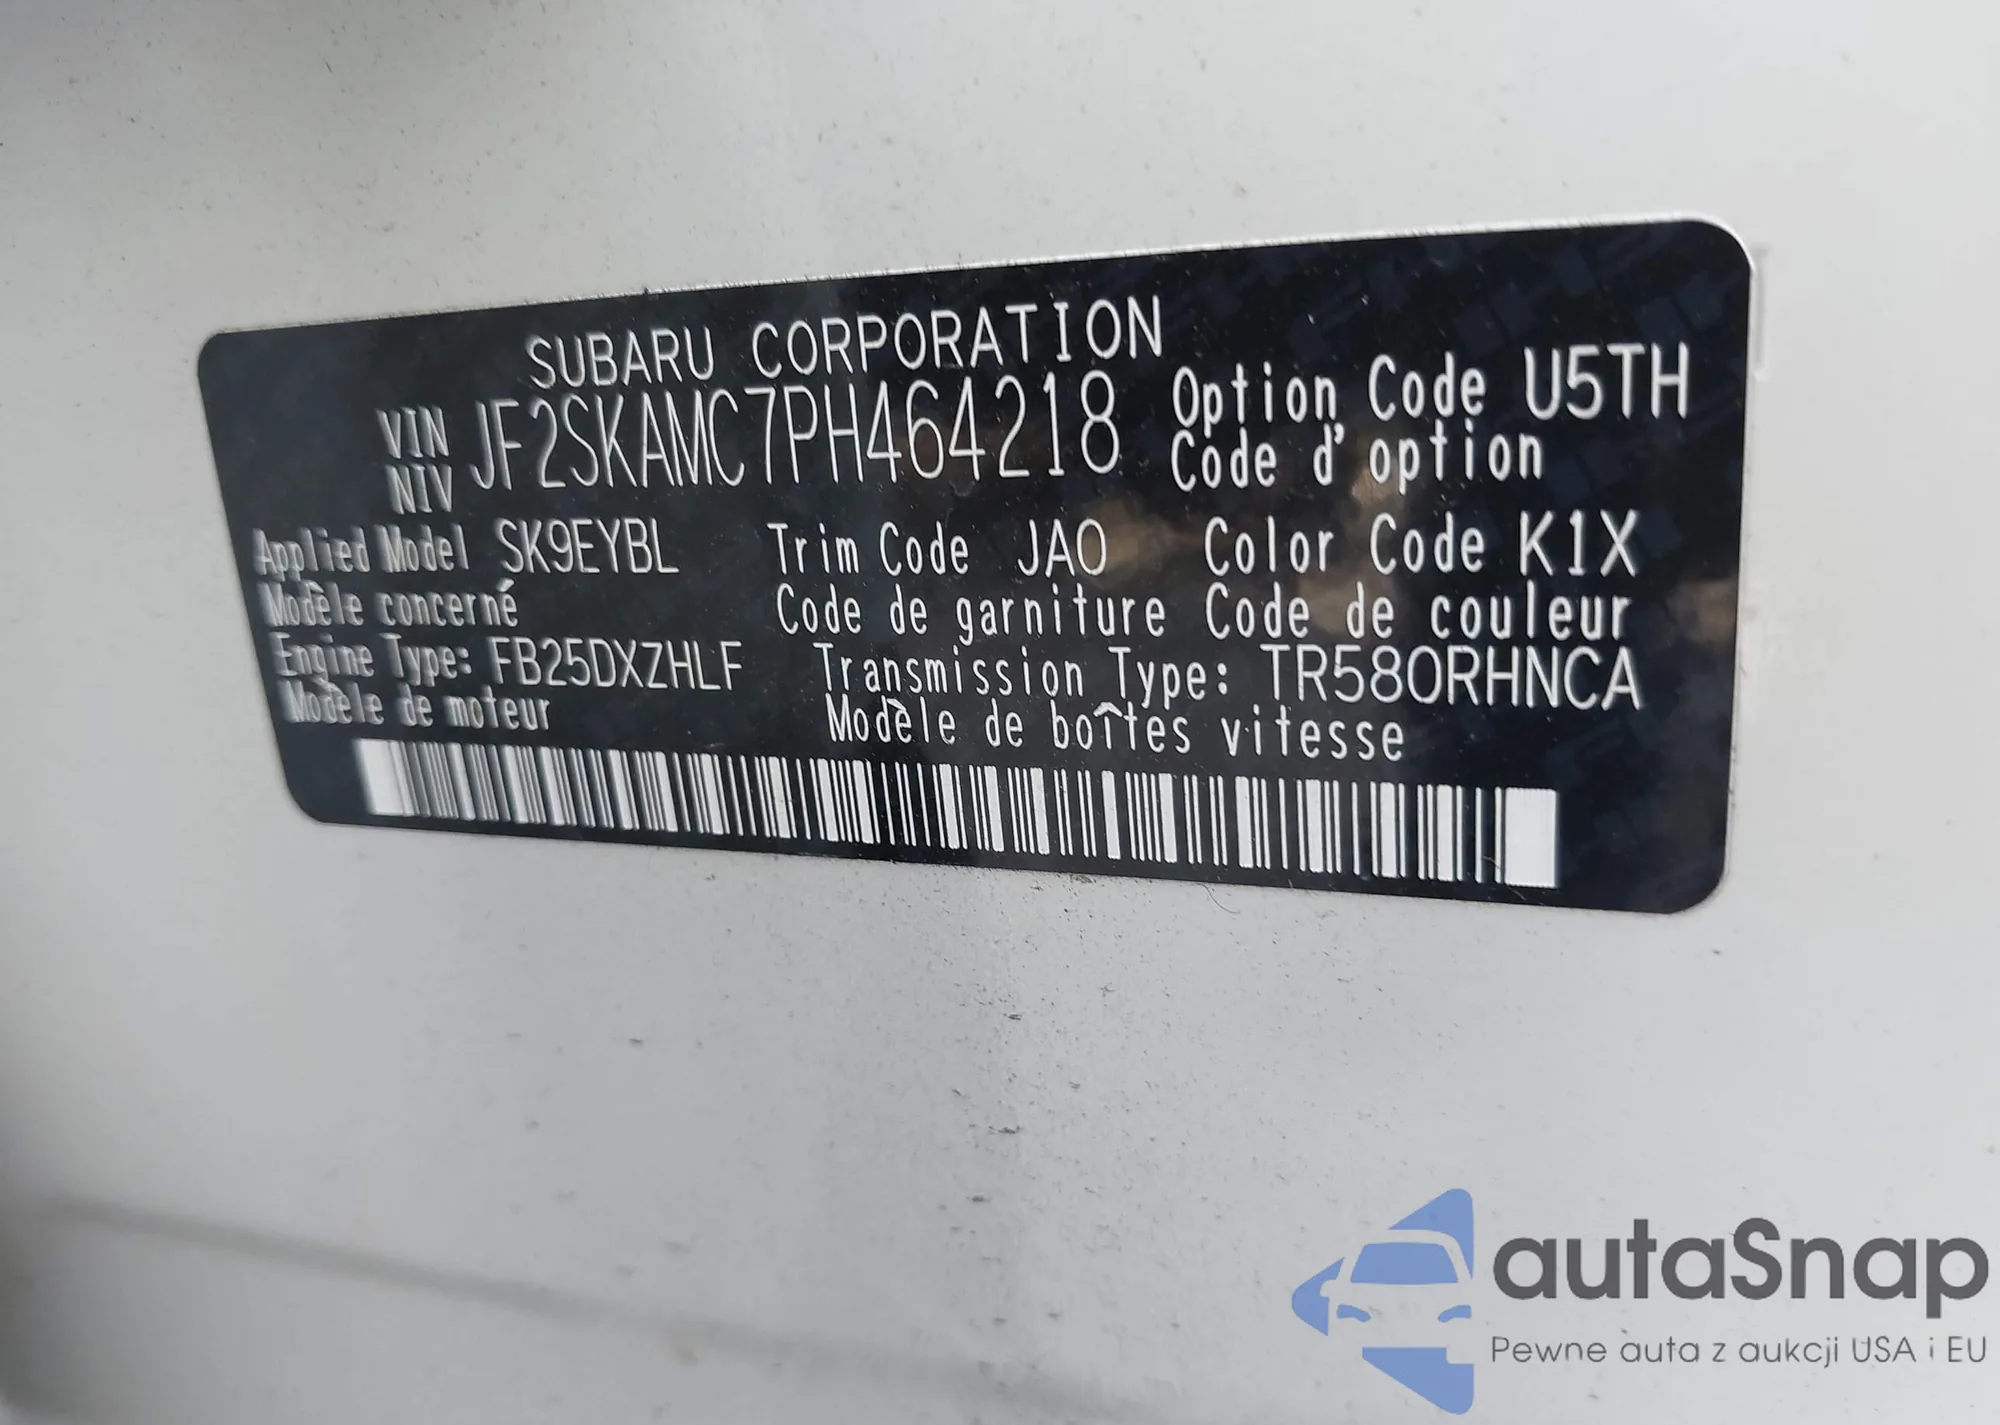 SUBARU CORPORATION
VIN JF2SKAMC7PH464218 Option Code U5TH
NIV Code d'option
Applied Model SK9EYBL Trim Code JAO Color Code K1X
Modèle concerné Code de garniture Code de couleur
Engine Type: FB25DXZHLF Transmission Type: TR580RHNCA
Modèle de moteur Modèle de boîtes vitesse
autaSnap
Pewne auta z aukcji USA i EU